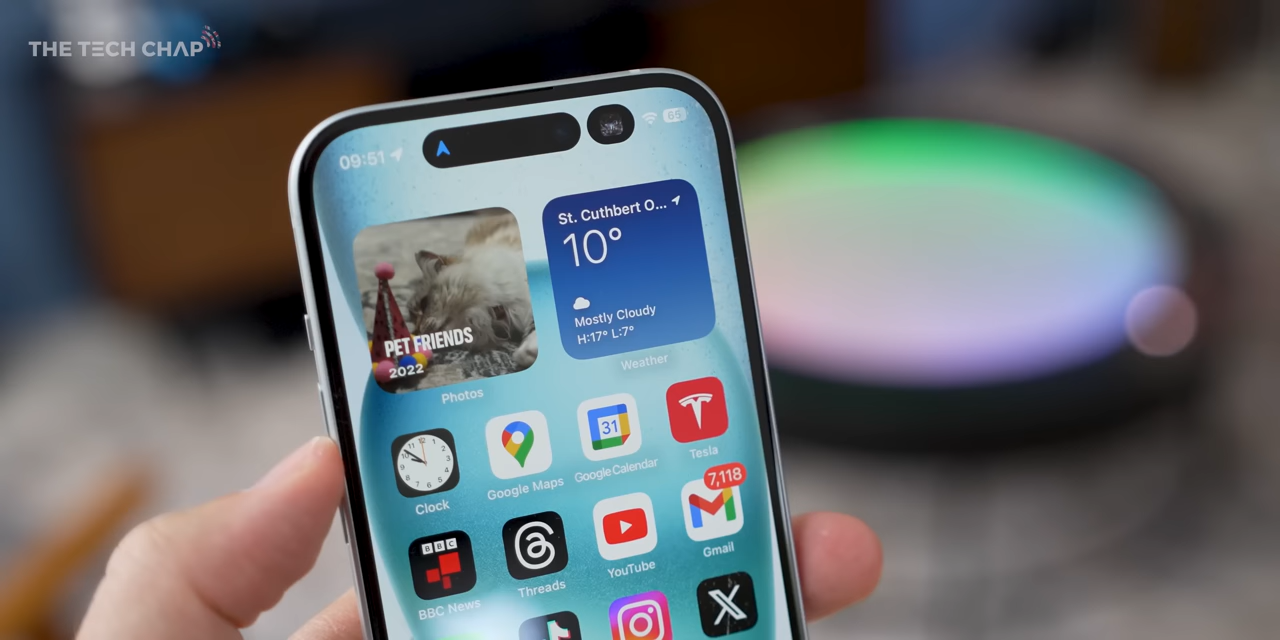 THE TECH CHAP
09:51
85
St. Cuthbert O...
10°
Mostly Cloudy
H:17° L:7°
Weather
PET FRIENDS
2022
Photos
31
Clock
Google Maps
Google Calendar
Tesla
7,118
BBC
BBC News
Threads
YouTube
Gmail